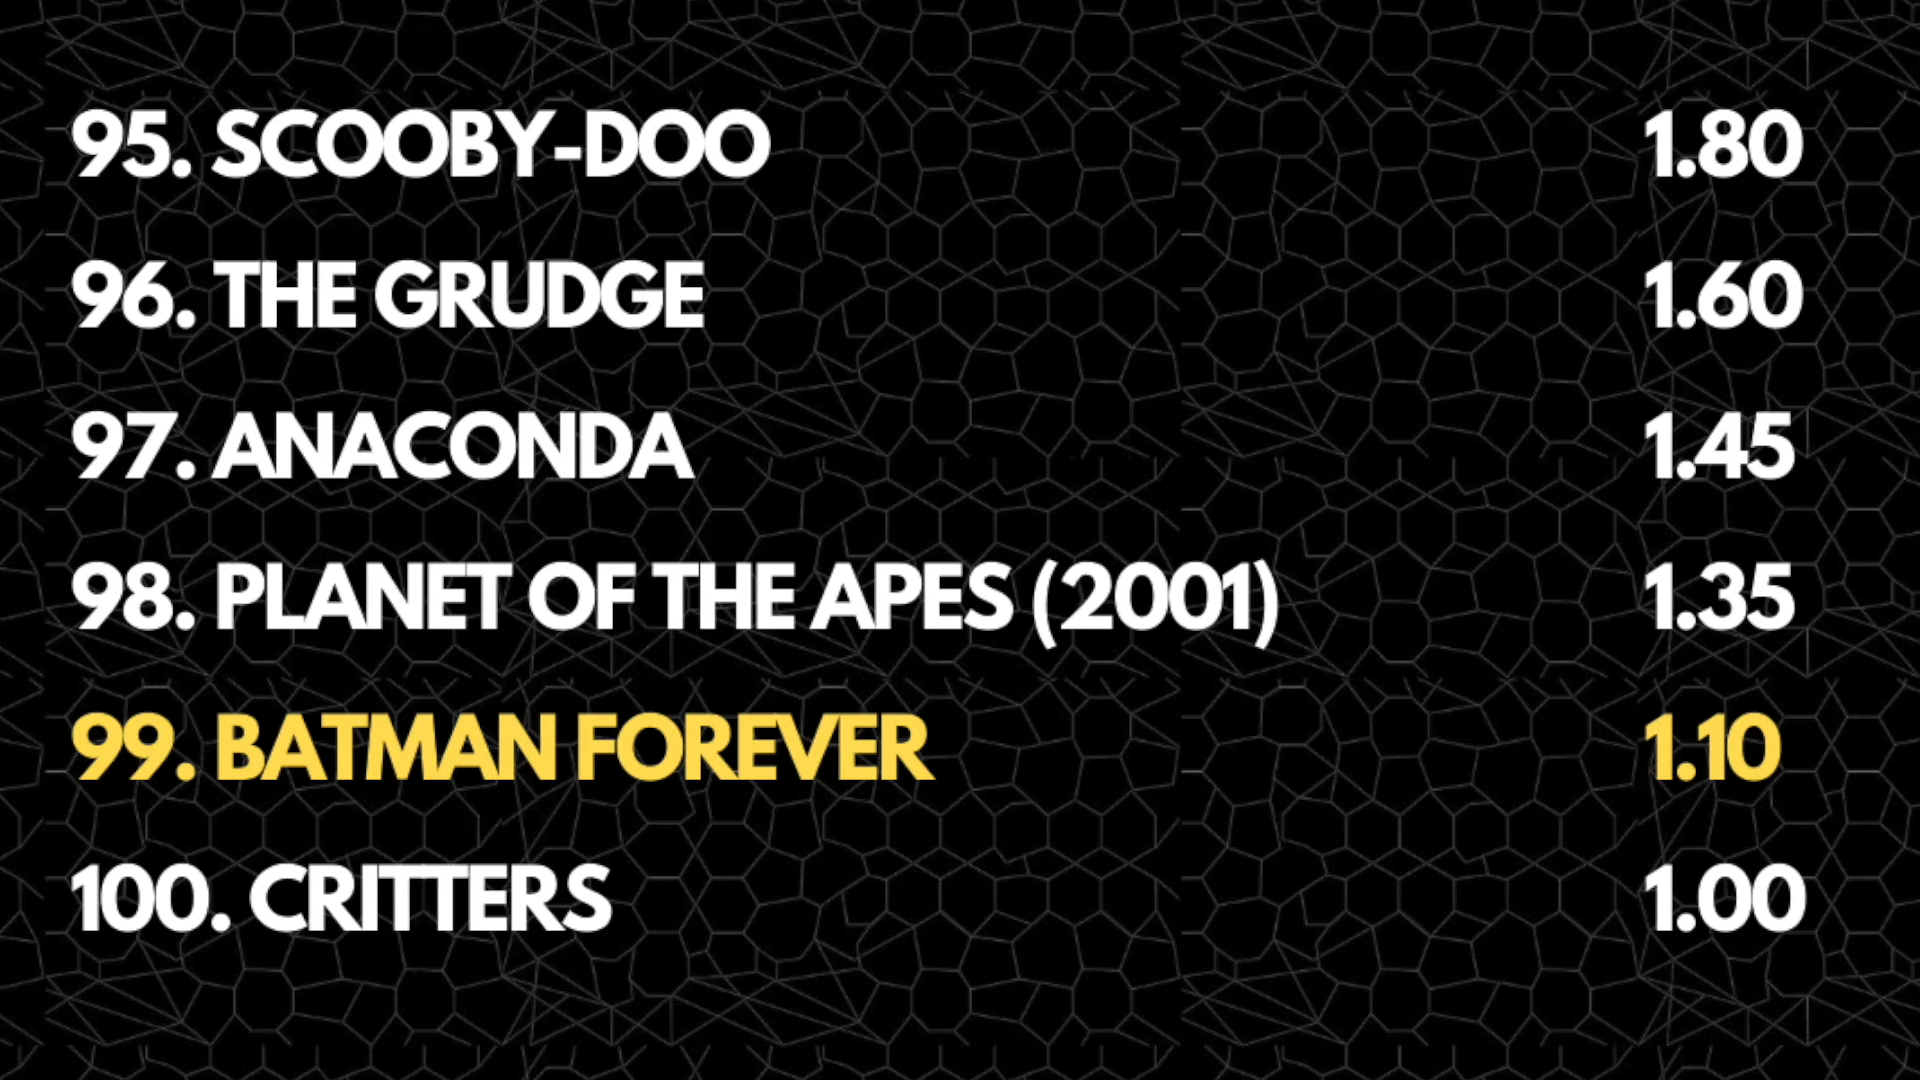 95. SCOOBY-DOO 1.80
96. THE GRUDGE 1.60
97. ANACONDA 1.45
98. PLANET OF THE APES (2001) 1.35
99. BATMAN FOREVER 1.10
100. CRITTERS 1.00